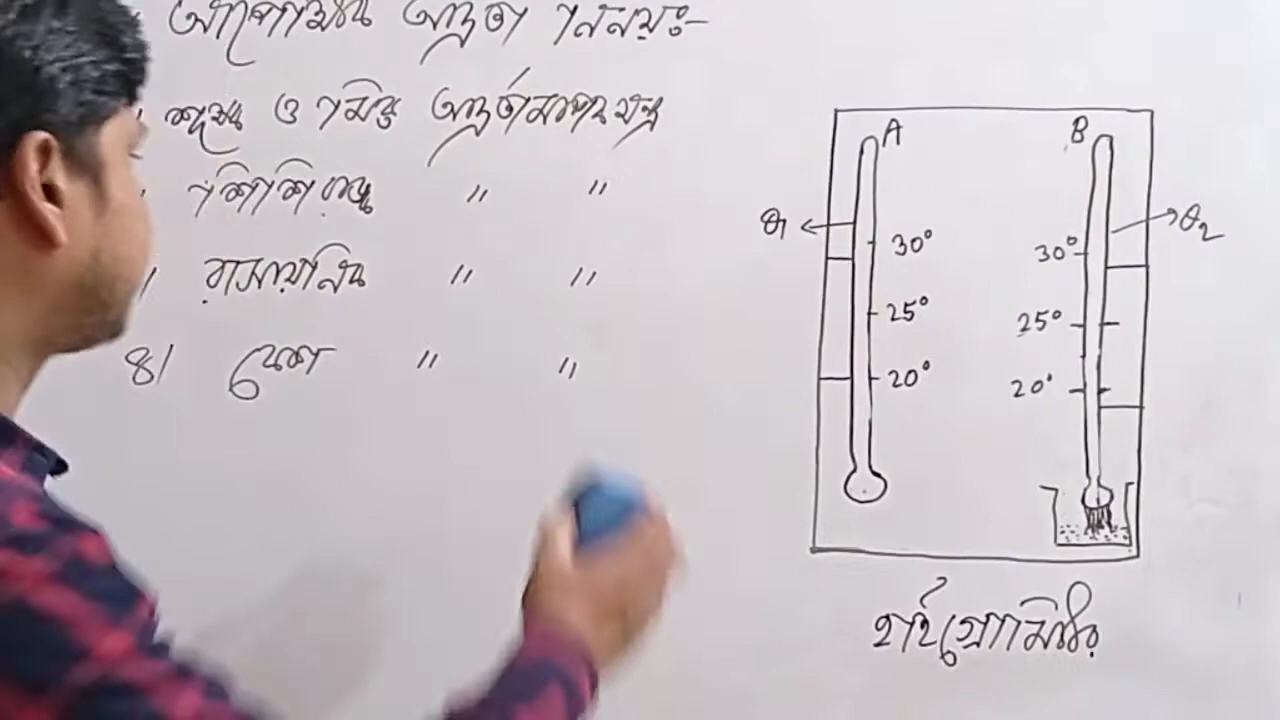 আপেক্ষিক আর্দ্রতা নির্ণয়ঃ-
শুষ্ক ও সিক্ত আর্দ্রতামাপক যন্ত্র
শিশিরাঙ্ক " "
রাসায়নিক " "
৪। কেশ " "
A
B
θ₁
θ₂
30°
30°
25°
25°
20°
20°
হাইগ্রোমিটার